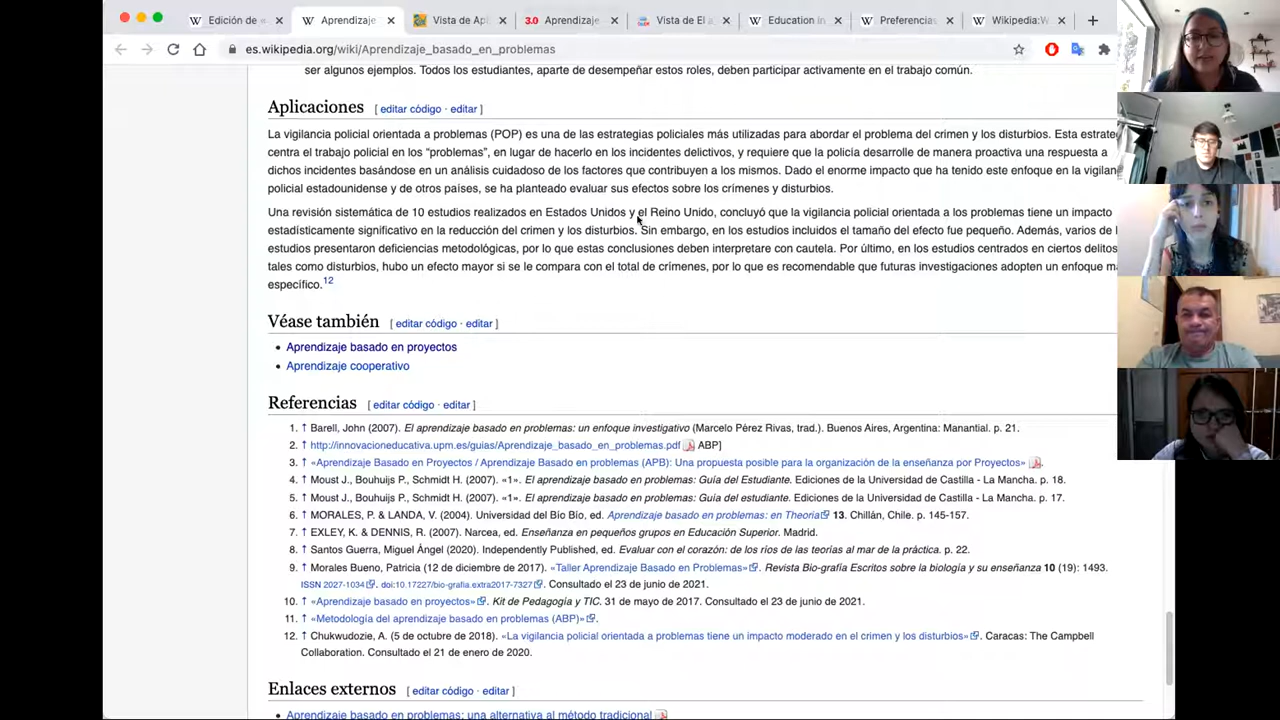 Edición de «
Aprendizaje
Vista de Ap
3.0 Aprendizaje
Vista de El a
Education in
Preferencias
Wikipedia:W
es.wikipedia.org/wiki/Aprendizaje_basado_en_problemas
ser algunos ejemplos. Todos los estudiantes, aparte de desempeñar estos roles, deben participar activamente en el trabajo común.
Aplicaciones [ editar código · editar ]
La vigilancia policial orientada a problemas (POP) es una de las estrategias policiales más utilizadas para abordar el problema del crimen y los disturbios. Esta estrate
centra el trabajo policial en los “problemas”, en lugar de hacerlo en los incidentes delictivos, y requiere que la policía desarrolle de manera proactiva una respuesta a
dichos incidentes basándose en un análisis cuidadoso de los factores que contribuyen a los mismos. Dado el enorme impacto que ha tenido este enfoque en la vigilan
policial estadounidense y de otros países, se ha planteado evaluar sus efectos sobre los crímenes y disturbios.
Una revisión sistemática de 10 estudios realizados en Estados Unidos y el Reino Unido, concluyó que la vigilancia policial orientada a los problemas tiene un impacto
estadísticamente significativo en la reducción del crimen y los disturbios. Sin embargo, en los estudios incluidos el tamaño del efecto fue pequeño. Además, varios de l
estudios presentaron deficiencias metodológicas, por lo que estas conclusiones deben interpretar con cautela. Por último, en los estudios centrados en ciertos delitos
tales como disturbios, hubo un efecto mayor si se le compara con el total de crímenes, por lo que es recomendable que futuras investigaciones adopten un enfoque m
específico.12
Véase también [ editar código · editar ]
• Aprendizaje basado en proyectos
• Aprendizaje cooperativo
Referencias [ editar código · editar ]
1. ↑ Barell, John (2007). El aprendizaje basado en problemas: un enfoque investigativo (Marcelo Pérez Rivas, trad.). Buenos Aires, Argentina: Manantial. p. 21.
2. ↑ http://innovacioneducativa.upm.es/guias/Aprendizaje_basado_en_problemas.pdf ABP]
3. ↑ «Aprendizaje Basado en Proyectos / Aprendizaje Basado en problemas (APB): Una propuesta posible para la organización de la enseñanza por Proyectos».
4. ↑ Moust J., Bouhuijs P., Schmidt H. (2007). «1». El aprendizaje basado en problemas: Guía del Estudiante. Ediciones de la Universidad de Castilla - La Mancha. p. 18.
5. ↑ Moust J., Bouhuijs P., Schmidt H. (2007). «1». El aprendizaje basado en problemas: Guía del estudiante. Ediciones de la Universidad de Castilla - La Mancha. p. 17.
6. ↑ MORALES, P. & LANDA, V. (2004). Universidad del Bío Bío, ed. Aprendizaje basado en problemas: en Theoria 13. Chillán, Chile. p. 145-157.
7. ↑ EXLEY, K. & DENNIS, R. (2007). Narcea, ed. Enseñanza en pequeños grupos en Educación Superior. Madrid.
8. ↑ Santos Guerra, Miguel Ángel (2020). Independently Published, ed. Evaluar con el corazón: de los ríos de las teorías al mar de la práctica. p. 22.
9. ↑ Morales Bueno, Patricia (12 de diciembre de 2017). «Taller Aprendizaje Basado en Problemas». Revista Bio-grafía Escritos sobre la biología y su enseñanza 10 (19): 1493.
ISSN 2027-1034. doi:10.17227/bio-grafia.extra2017-7327. Consultado el 23 de junio de 2021.
10. ↑ «Aprendizaje basado en proyectos». Kit de Pedagogía y TIC. 31 de mayo de 2017. Consultado el 23 de junio de 2021.
11. ↑ «Metodología del aprendizaje basado en problemas (ABP)».
12. ↑ Chukwudozie, A. (5 de octubre de 2018). «La vigilancia policial orientada a problemas tiene un impacto moderado en el crimen y los disturbios». Caracas: The Campbell
Collaboration. Consultado el 21 de enero de 2020.
Enlaces externos [ editar código · editar ]
• Aprendizaje basado en problemas: una alternativa al método tradicional